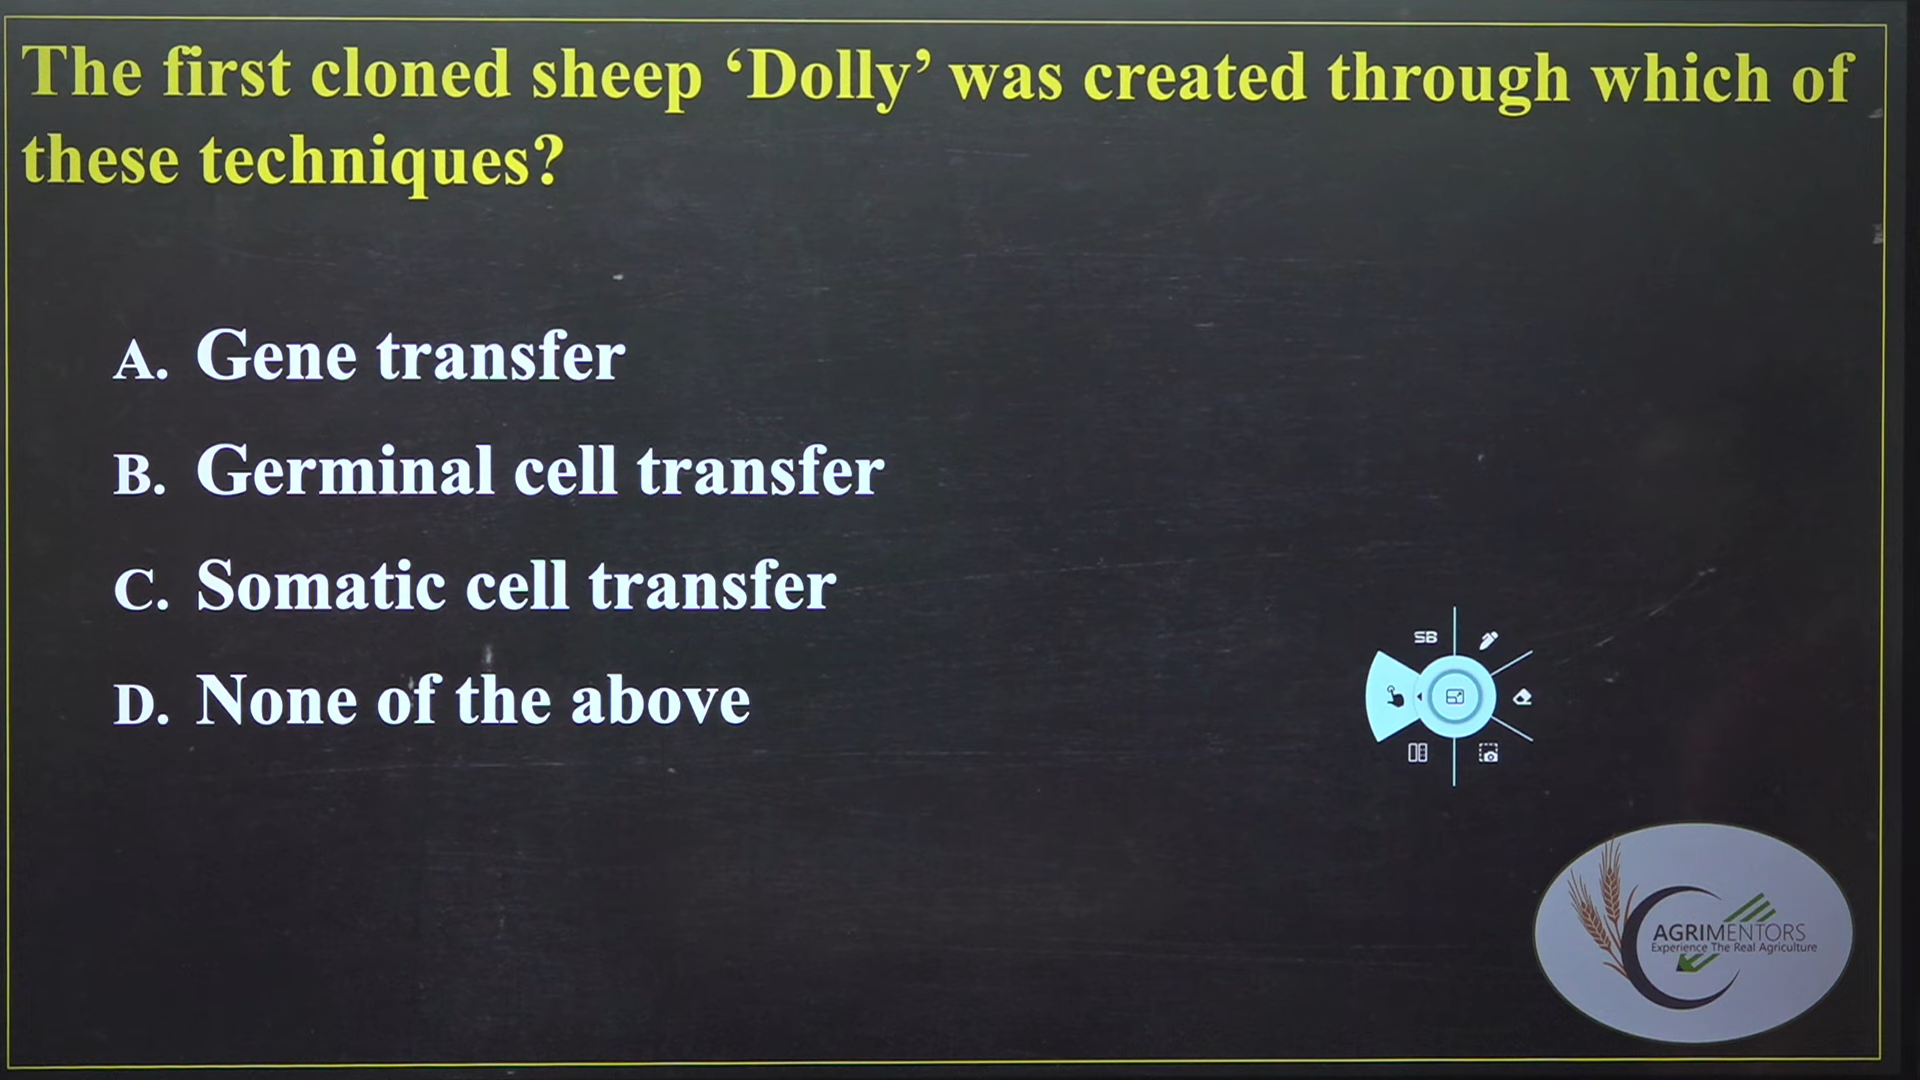 The first cloned sheep ‘Dolly’ was created through which of
these techniques?
A. Gene transfer
B. Germinal cell transfer
C. Somatic cell transfer
D. None of the above
SB
AGRIMENTORS
Experience The Real Agriculture